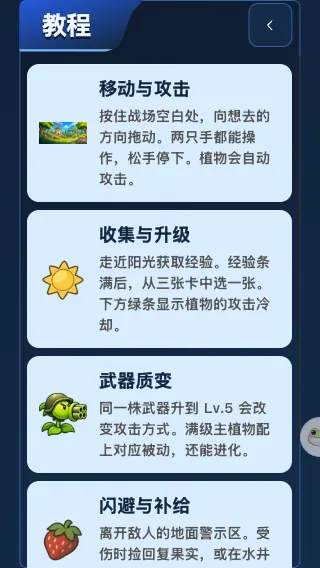 教程
移动与攻击
按住战场空白处，向想去的
方向拖动。两只手都能操
作，松手停下。植物会自动
攻击。
收集与升级
走近阳光获取经验。经验条
满后，从三张卡中选一张。
下方绿条显示植物的攻击冷
却。
武器质变
同一株武器升到 Lv.5 会改
变攻击方式。满级主植物配
上对应被动，还能进化。
闪避与补给
离开敌人的地面警示区。受
伤时捡回复果实，或在水井